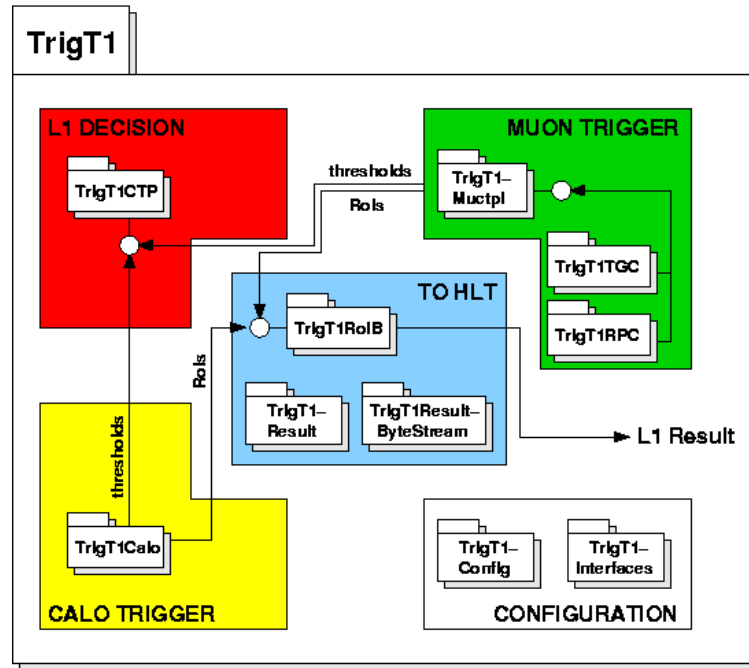 TrigT1
L1 DECISION
TrigT1CTP
MUON TRIGGER
TrigT1–
Muctpi
TrigT1TGC
TrigT1RPC
thresholds
RoIs
TO HLT
TrigT1RoIB
TrigT1–
Result
TrigT1Result–
ByteStream
RoIs
thresholds
L1 Result
TrigT1Calo
CALO TRIGGER
TrigT1–
Config
TrigT1–
Interfaces
CONFIGURATION